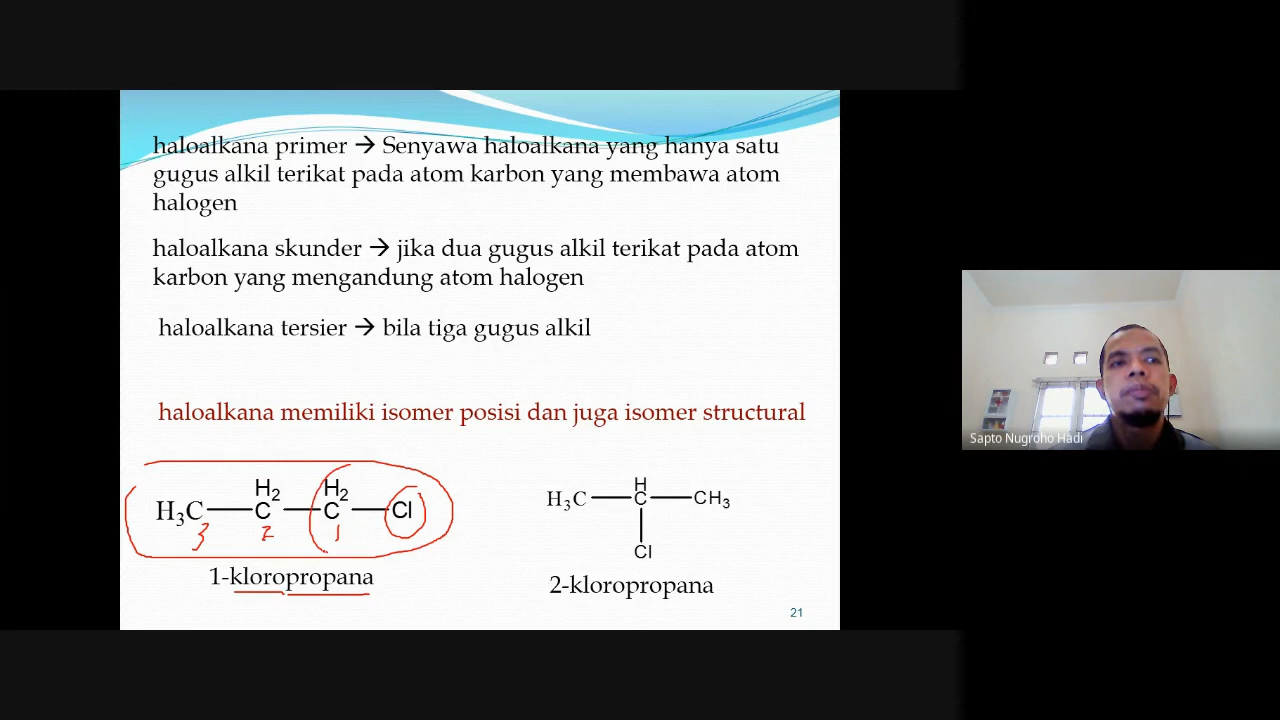 haloalkana primer → Senyawa haloalkana yang hanya satu
gugus alkil terikat pada atom karbon yang membawa atom
halogen
haloalkana skunder → jika dua gugus alkil terikat pada atom
karbon yang mengandung atom halogen
haloalkana tersier → bila tiga gugus alkil
haloalkana memiliki isomer posisi dan juga isomer structural
H₂ H₂
H₃C C C Cl
3 2 1
1-kloropropana
H
H₃C C CH₃
Cl
2-kloropropana
21
Sapto Nugroho Hadi